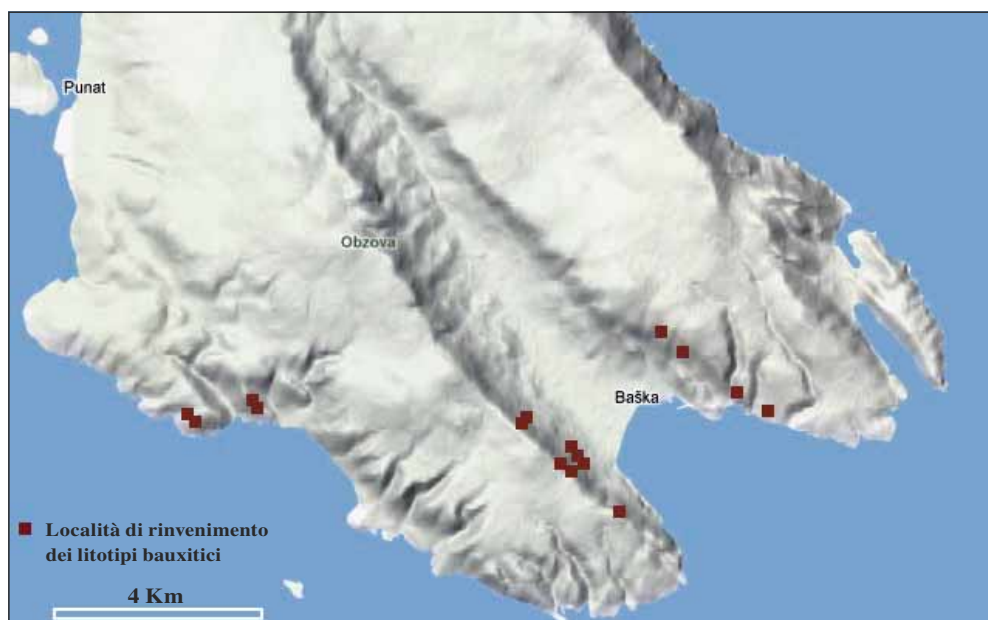 Punat
Obzova
Baška
Località di rinvenimento
dei litotipi bauxitici
4 Km